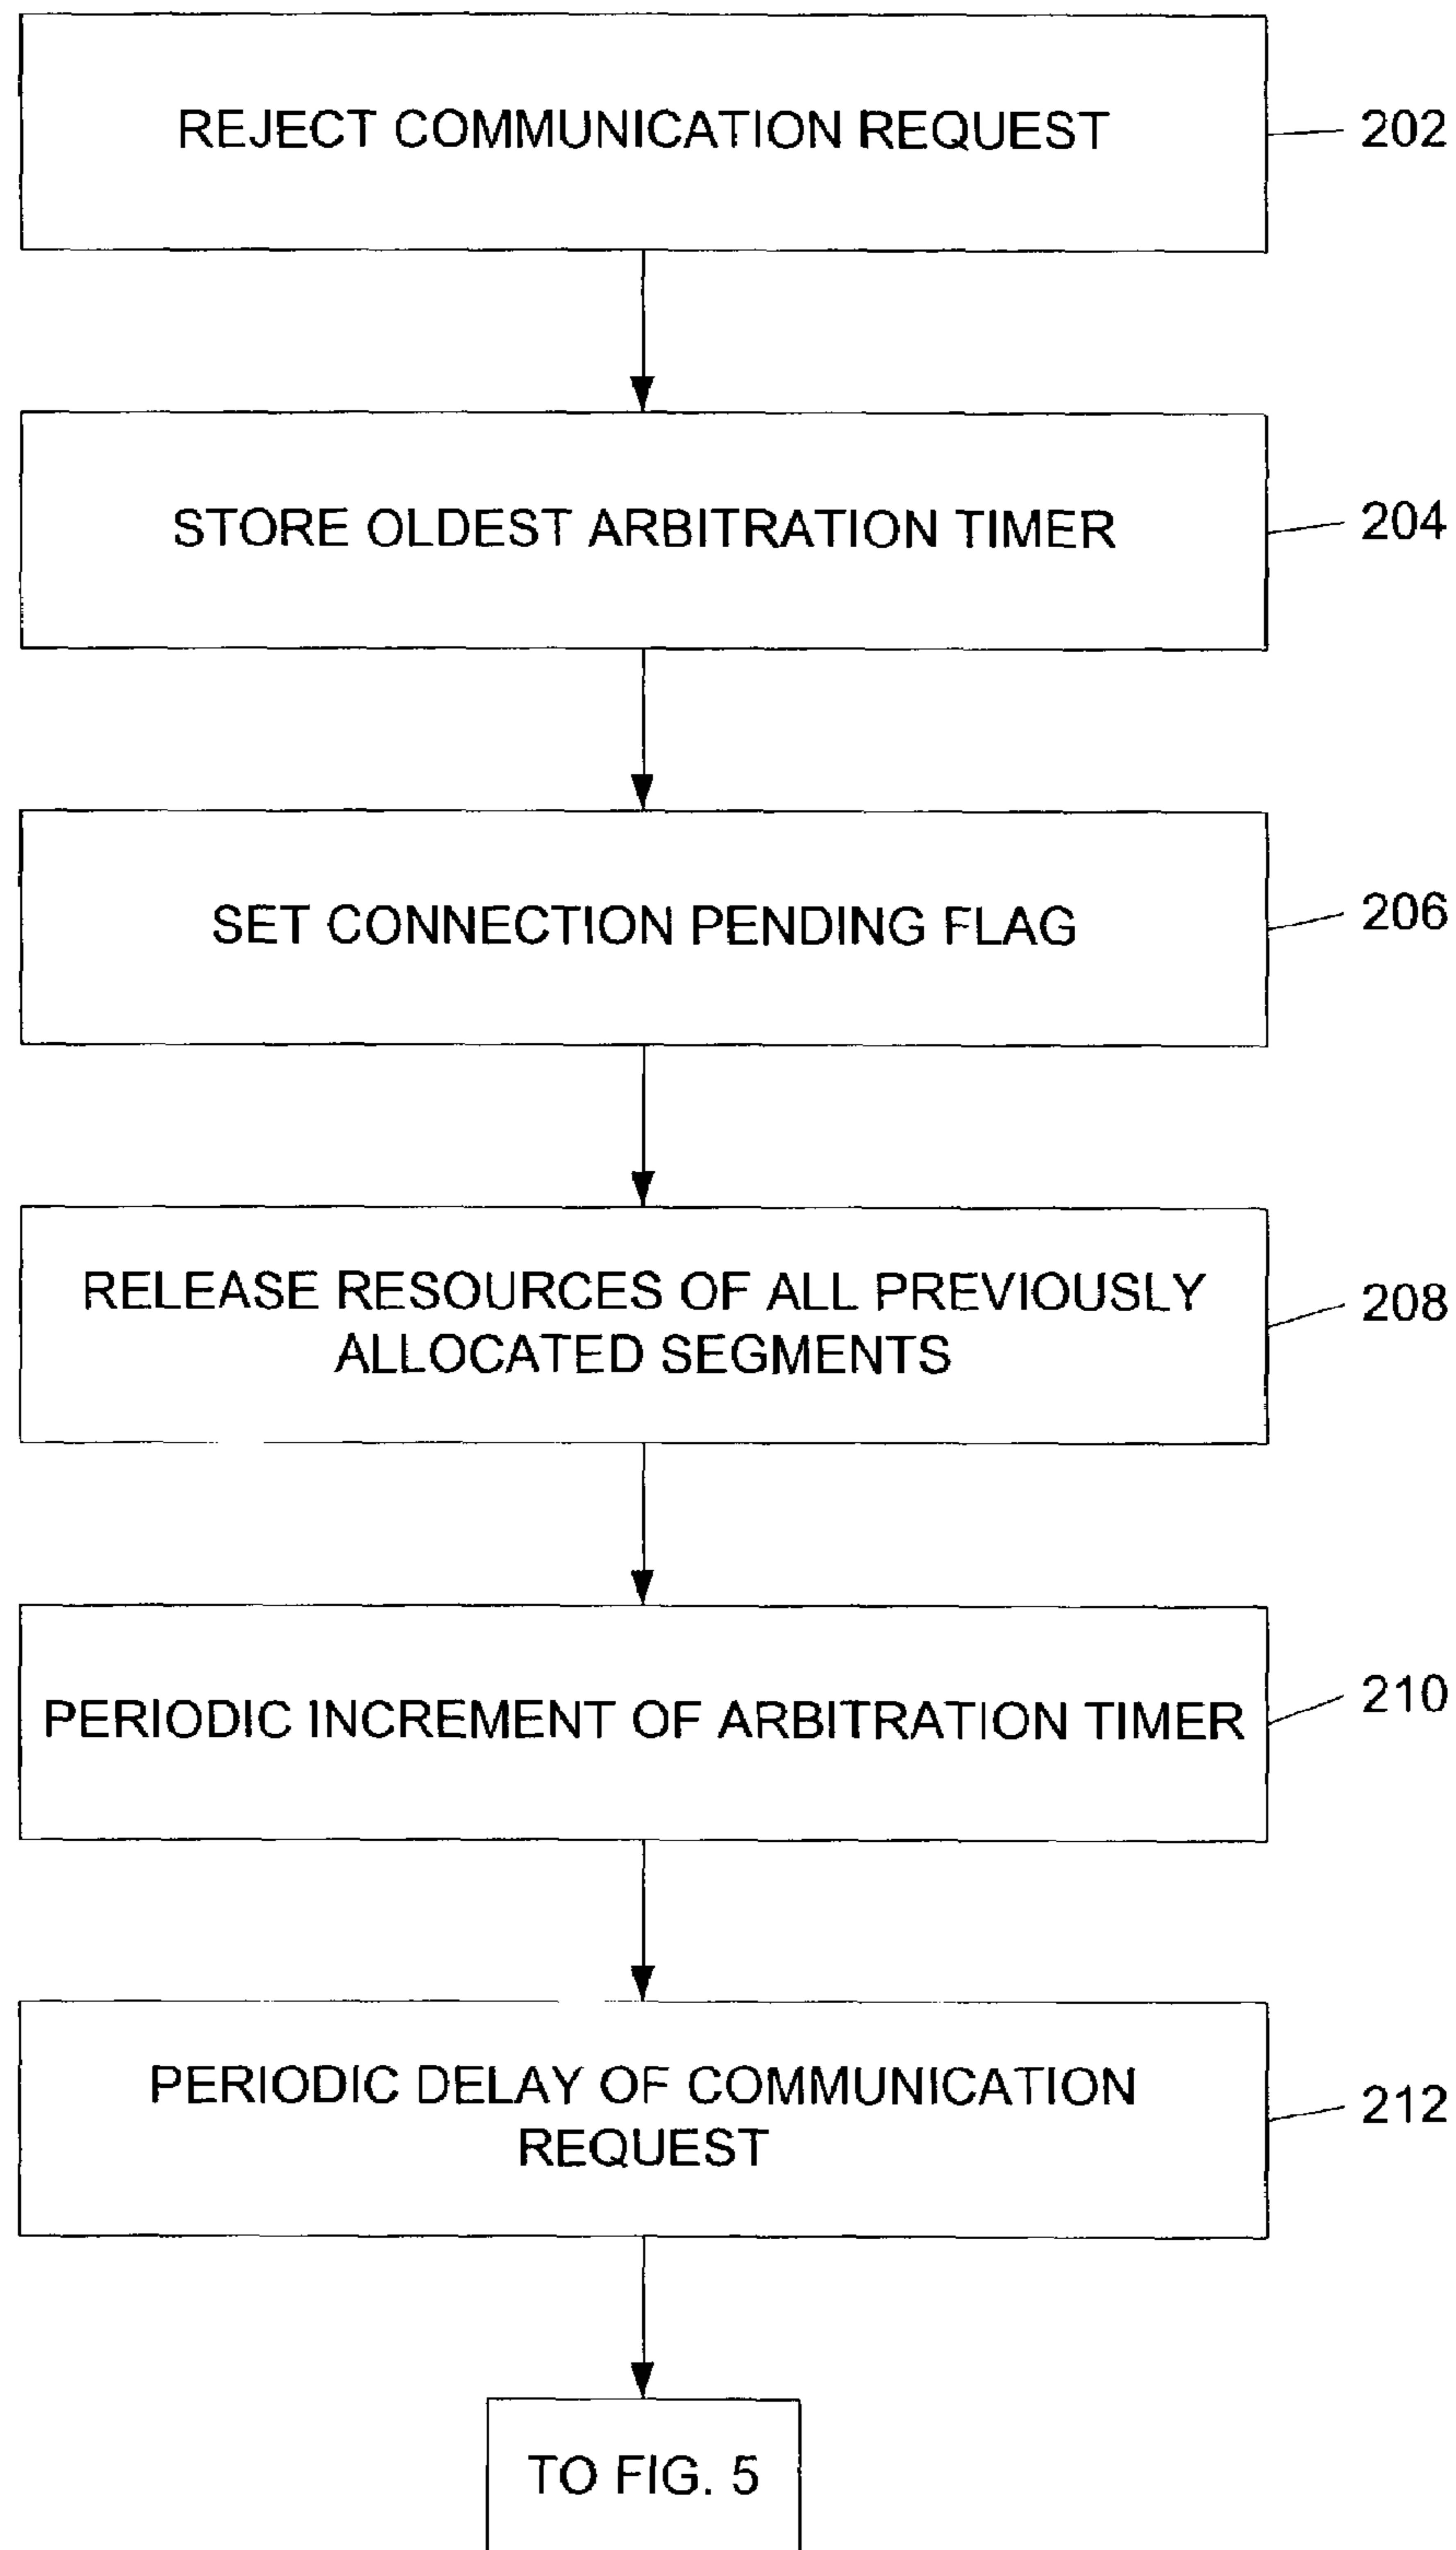 REJECT COMMUNICATION REQUEST
202
STORE OLDEST ARBITRATION TIMER
204
SET CONNECTION PENDING FLAG
206
RELEASE RESOURCES OF ALL PREVIOUSLY
ALLOCATED SEGMENTS
208
PERIODIC INCREMENT OF ARBITRATION TIMER
210
PERIODIC DELAY OF COMMUNICATION
REQUEST
212
TO FIG. 5